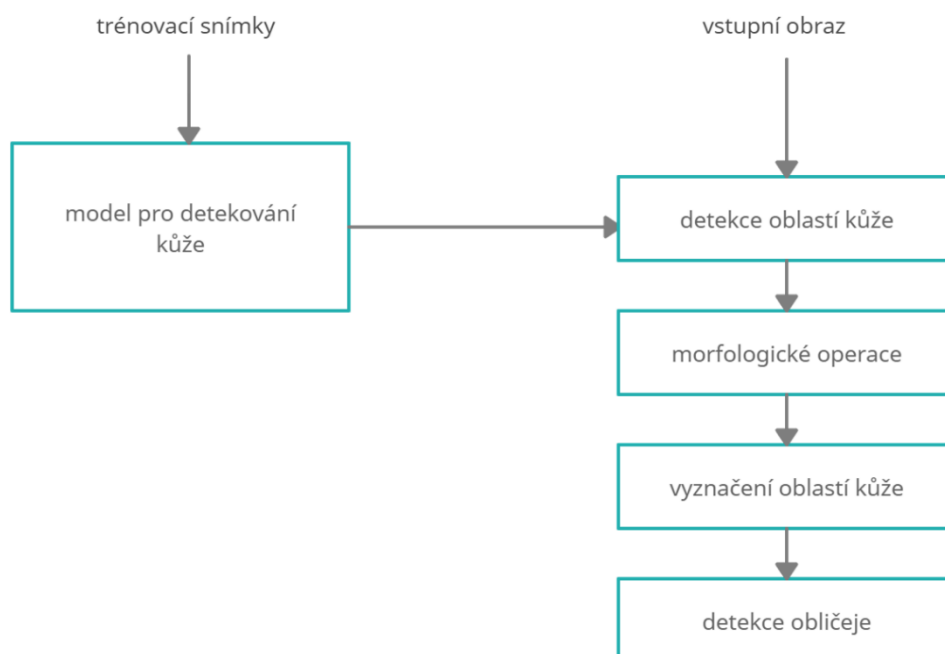 trénovací snímky
vstupní obraz
model pro detekování
kůže
detekce oblastí kůže
morfologické operace
vyznačení oblastí kůže
detekce obličeje